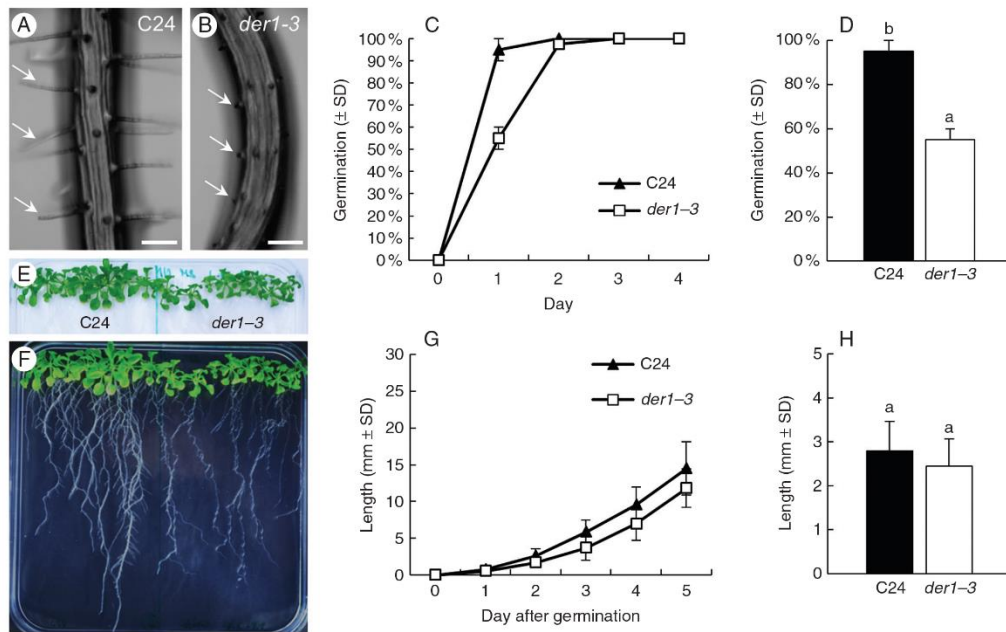 A
C24
B
der1-3
C
Germination (± SD)
100 %
90 %
80 %
70 %
60 %
50 %
40 %
30 %
20 %
10 %
0 %
0
1
2
3
4
Day
C24
der1–3
D
Germination (± SD)
100 %
80 %
60 %
40 %
20 %
0 %
b
a
C24
der1–3
E
C24
der1–3
F
G
Length (mm ± SD)
30
25
20
15
10
5
0
0
1
2
3
4
5
Day after germination
C24
der1–3
H
Length (mm ± SD)
5
4
3
2
1
0
a
a
C24
der1–3